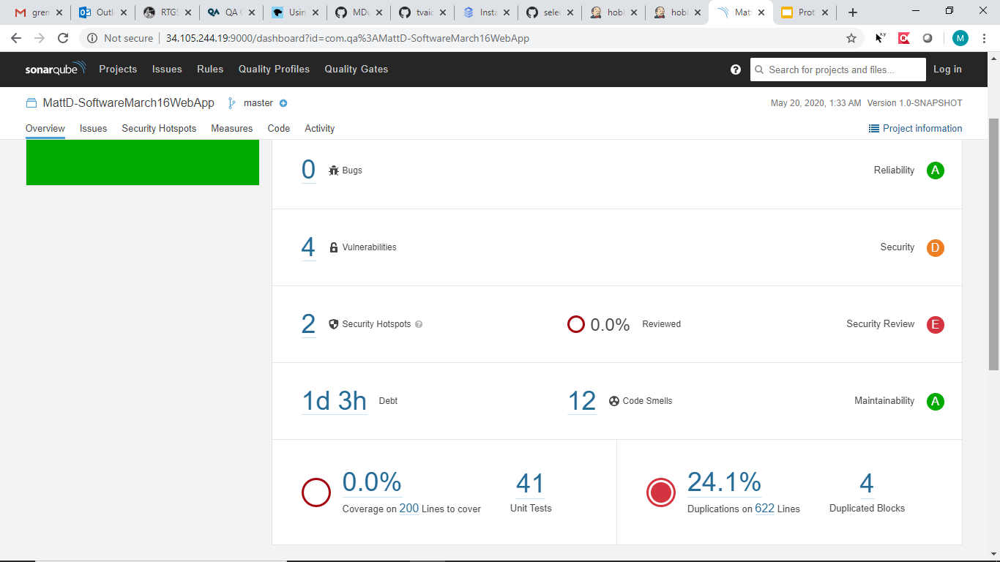 gren
Outl
RTGS
QA QA C
Usin
MDu
tvaic
Insta
selec
hobl
hobl
Mat
Prot
Not secure 34.105.244.19:9000/dashboard?id=com.qa%3AMattD-SoftwareMarch16WebApp
M
sonarqube Projects Issues Rules Quality Profiles Quality Gates ? Search for projects and files... Log in
MattD-SoftwareMarch16WebApp master May 20, 2020, 1:33 AM Version 1.0-SNAPSHOT
Overview Issues Security Hotspots Measures Code Activity Project information
0 Bugs Reliability A
4 Vulnerabilities Security D
2 Security Hotspots ? 0.0% Reviewed Security Review E
1d 3h Debt 12 Code Smells Maintainability A
0.0% 41 24.1% 4
Coverage on 200 Lines to cover Unit Tests Duplications on 622 Lines Duplicated Blocks